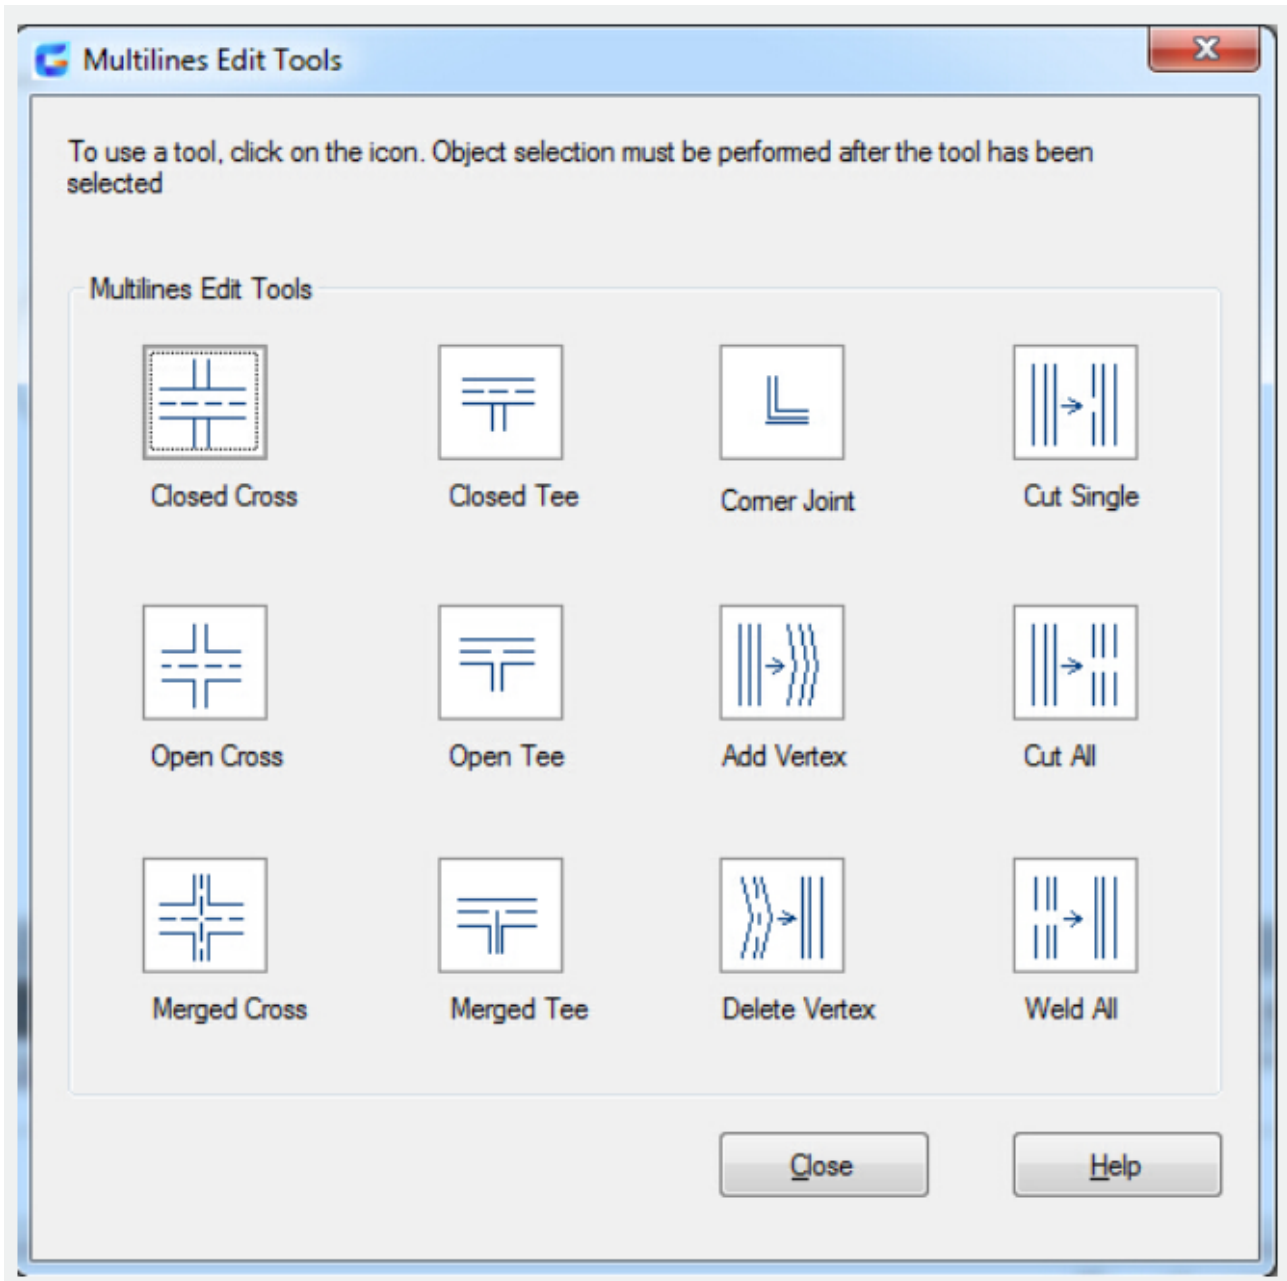 Multilines Edit Tools
To use a tool, click on the icon. Object selection must be performed after the tool has been
selected
Multilines Edit Tools
Closed Cross
Closed Tee
Corner Joint
Cut Single
Open Cross
Open Tee
Add Vertex
Cut All
Merged Cross
Merged Tee
Delete Vertex
Weld All
Close
Help